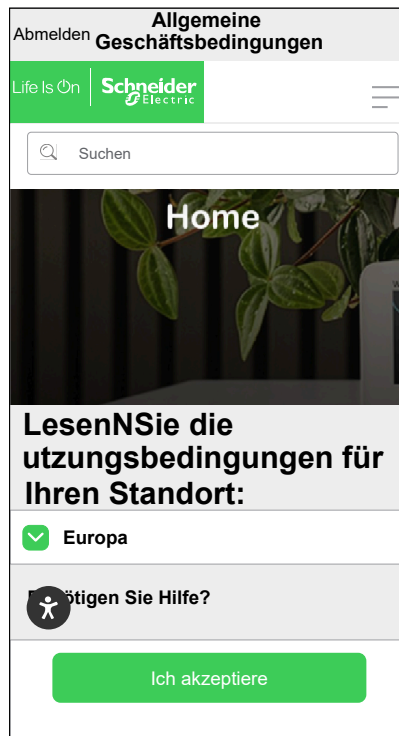 Abmelden Allgemeine
Geschäftsbedingungen
Life Is On Schneider
Electric
Suchen
Home
LesenNSie die
utzungsbedingungen für
Ihren Standort:
Europa
ötigen Sie Hilfe?
Ich akzeptiere